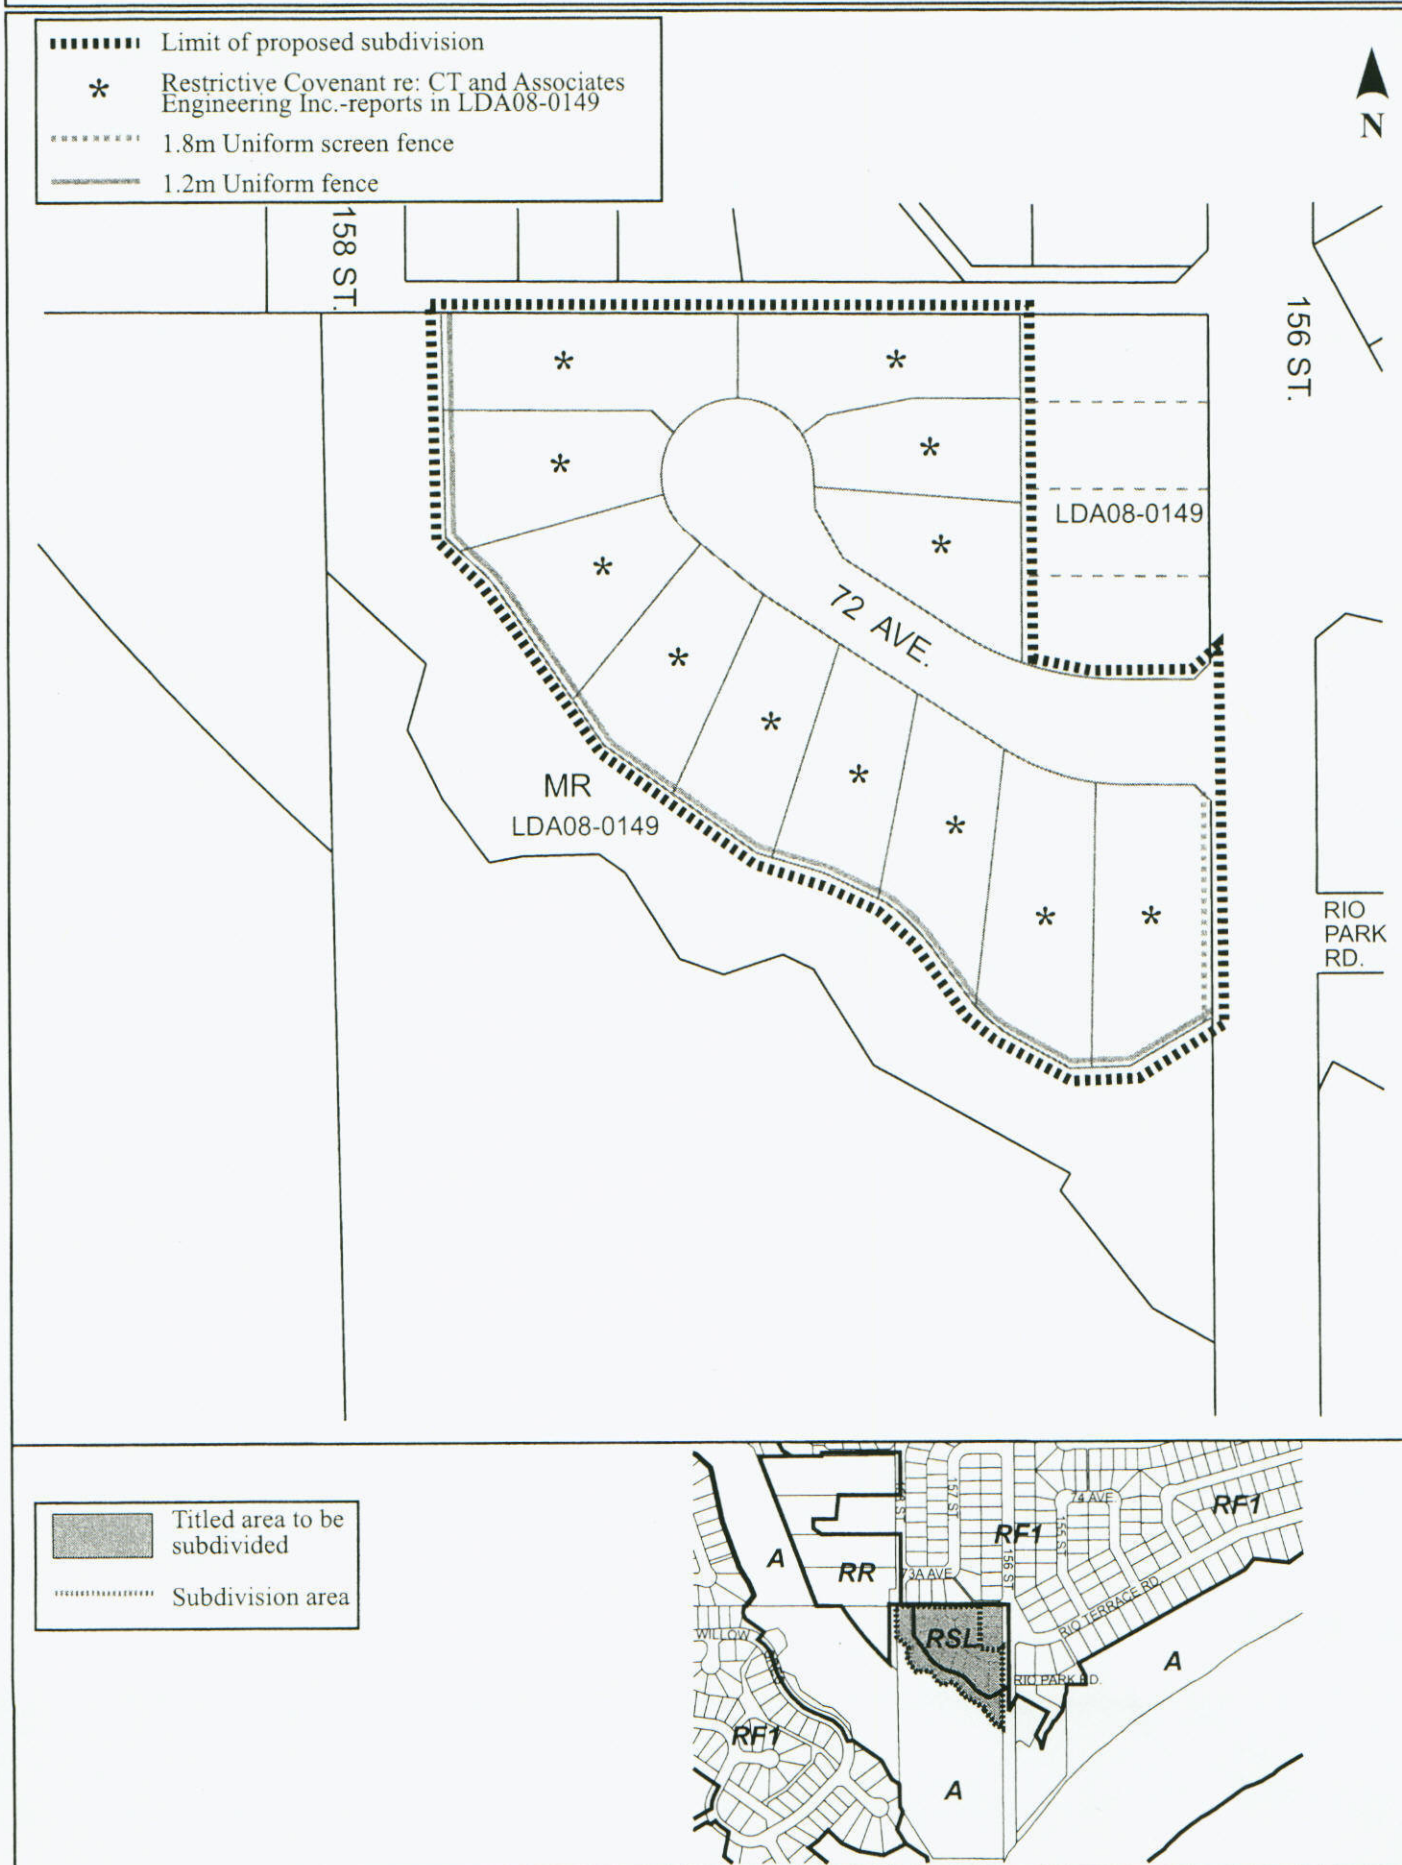 Limit of proposed subdivision
* Restrictive Covenant re: CT and Associates
Engineering Inc.-reports in LDA08-0149
1.8m Uniform screen fence
1.2m Uniform fence
N
158 ST.
156 ST.
* *
* *
LDA08-0149
* *
72 AVE.
*
*
MR
LDA08-0149
*
*
* *
RIO
PARK
RD.
Titled area to be
subdivided
Subdivision area
157 ST
74 AVE.
RF1
RF1
155 ST
156 ST
A
RR
73A AVE
RIO TERRACE RD.
WILLOW
RSL
A
RIO PARK RD.
RF1
A